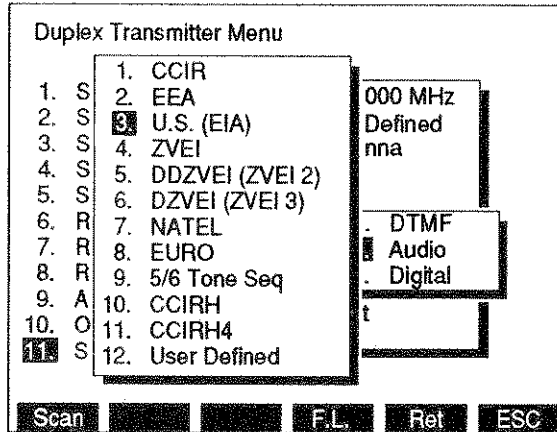 Duplex Transmitter Menu
1. S
2. S
3. S
4. S
5. S
6. R
7. R
8. R
9. A
10. O
11. S
1. CCIR
2. EEA
3. U.S. (EIA)
4. ZVEI
5. DDZVEI (ZVEI 2)
6. DZVEI (ZVEI 3)
7. NATEL
8. EURO
9. 5/6 Tone Seq
10. CCIRH
11. CCIRH4
12. User Defined
000 MHz
Defined
nna
. DTMF
Audio
. Digital
t
Scan
F.L.
Ret
ESC